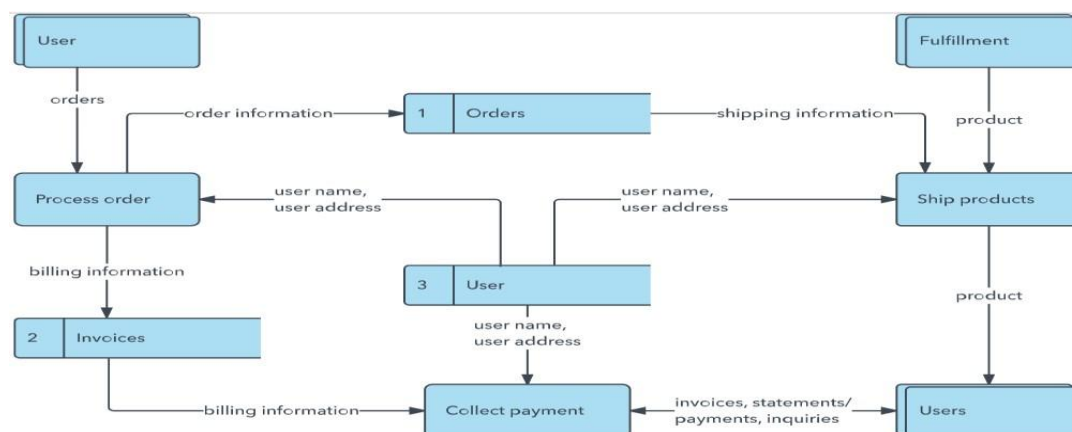 User
Fulfillment
orders
order information
1 Orders
shipping information
product
Process order
user name,
user address
user name,
user address
Ship products
billing information
3 User
product
2 Invoices
user name,
user address
billing information
Collect payment
invoices, statements/
payments, inquiries
Users